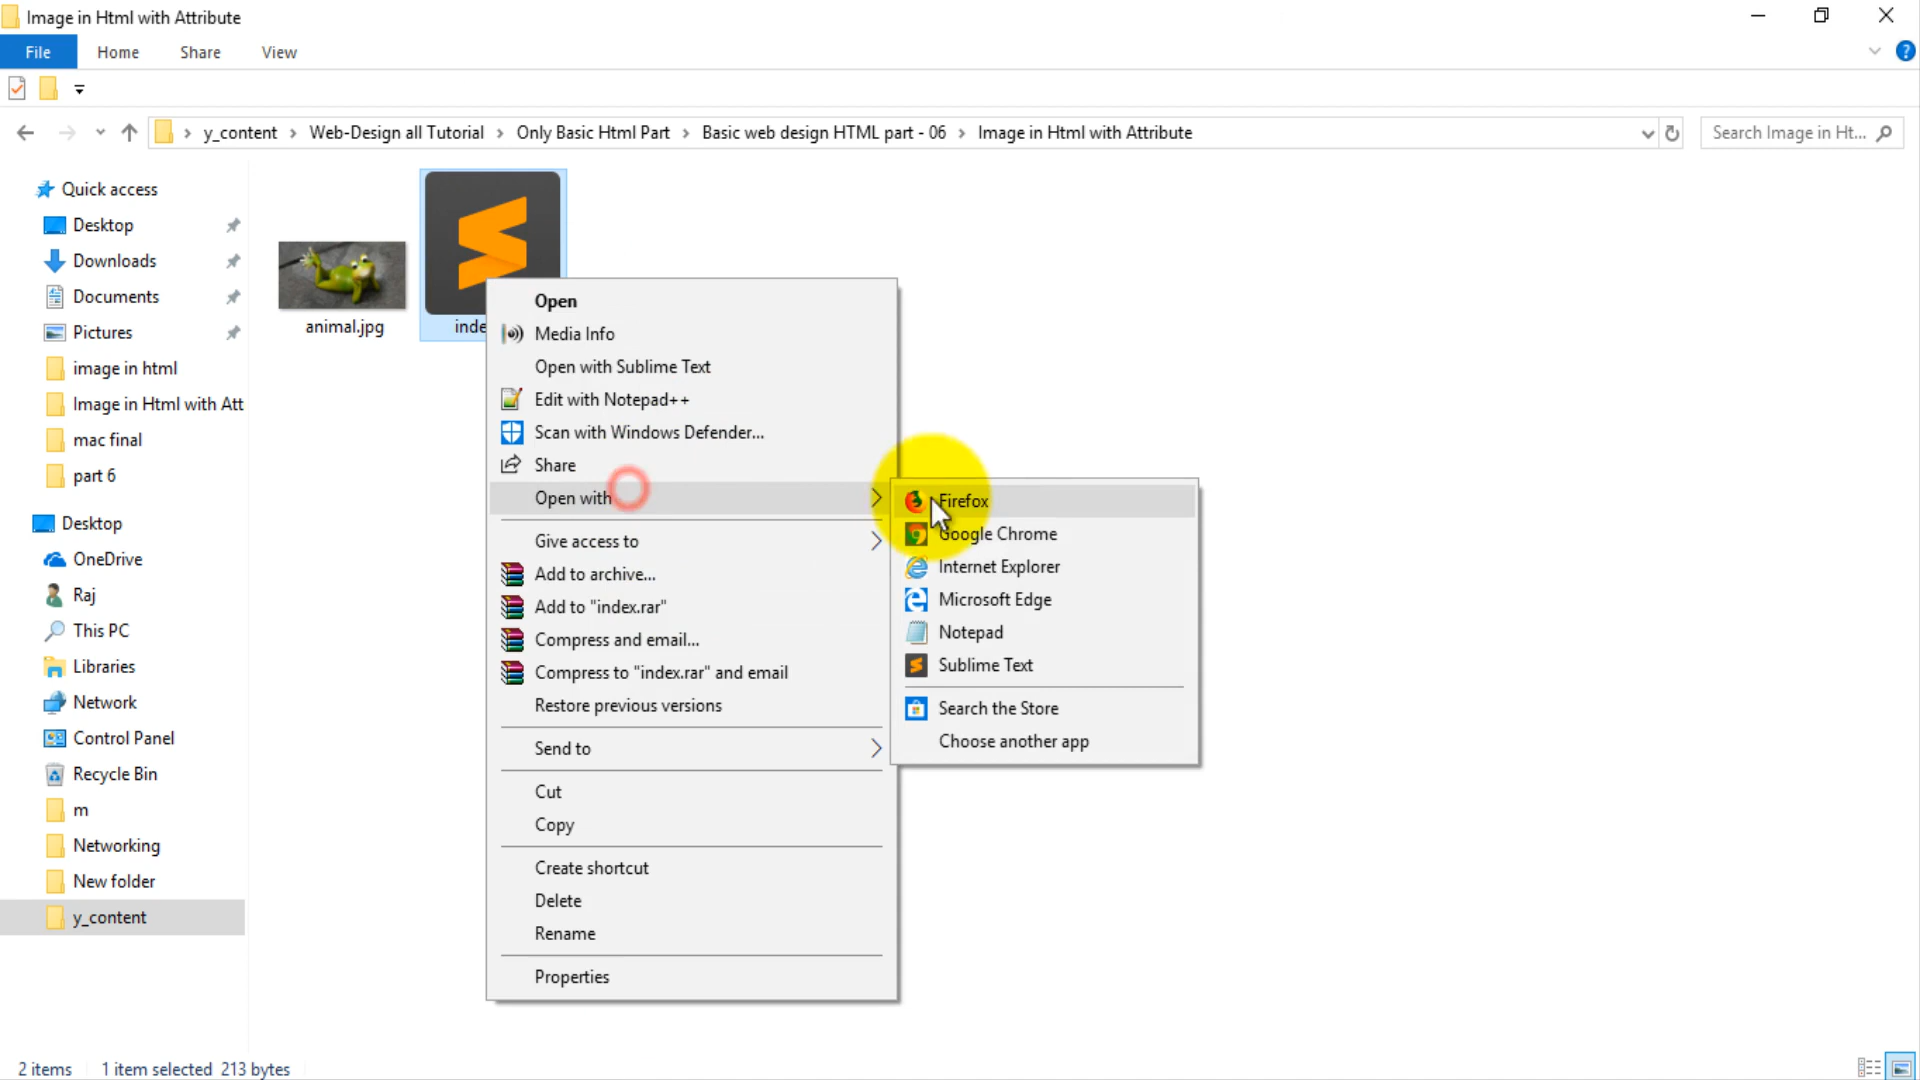 Image in Html with Attribute
File Home Share View
y_content Web-Design all Tutorial Only Basic Html Part Basic web design HTML part - 06 Image in Html with Attribute
Search Image in Ht...
Quick access
Desktop
Downloads
Documents
Pictures
image in html
Image in Html with Att
mac final
part 6
Desktop
OneDrive
Raj
This PC
Libraries
Network
Control Panel
Recycle Bin
m
Networking
New folder
y_content
animal.jpg
inde
Open
Media Info
Open with Sublime Text
Edit with Notepad++
Scan with Windows Defender...
Share
Open with
Give access to
Add to archive...
Add to "index.rar"
Compress and email...
Compress to "index.rar" and email
Restore previous versions
Send to
Cut
Copy
Create shortcut
Delete
Rename
Properties
Firefox
Google Chrome
Internet Explorer
Microsoft Edge
Notepad
Sublime Text
Search the Store
Choose another app
2 items 1 item selected 213 bytes